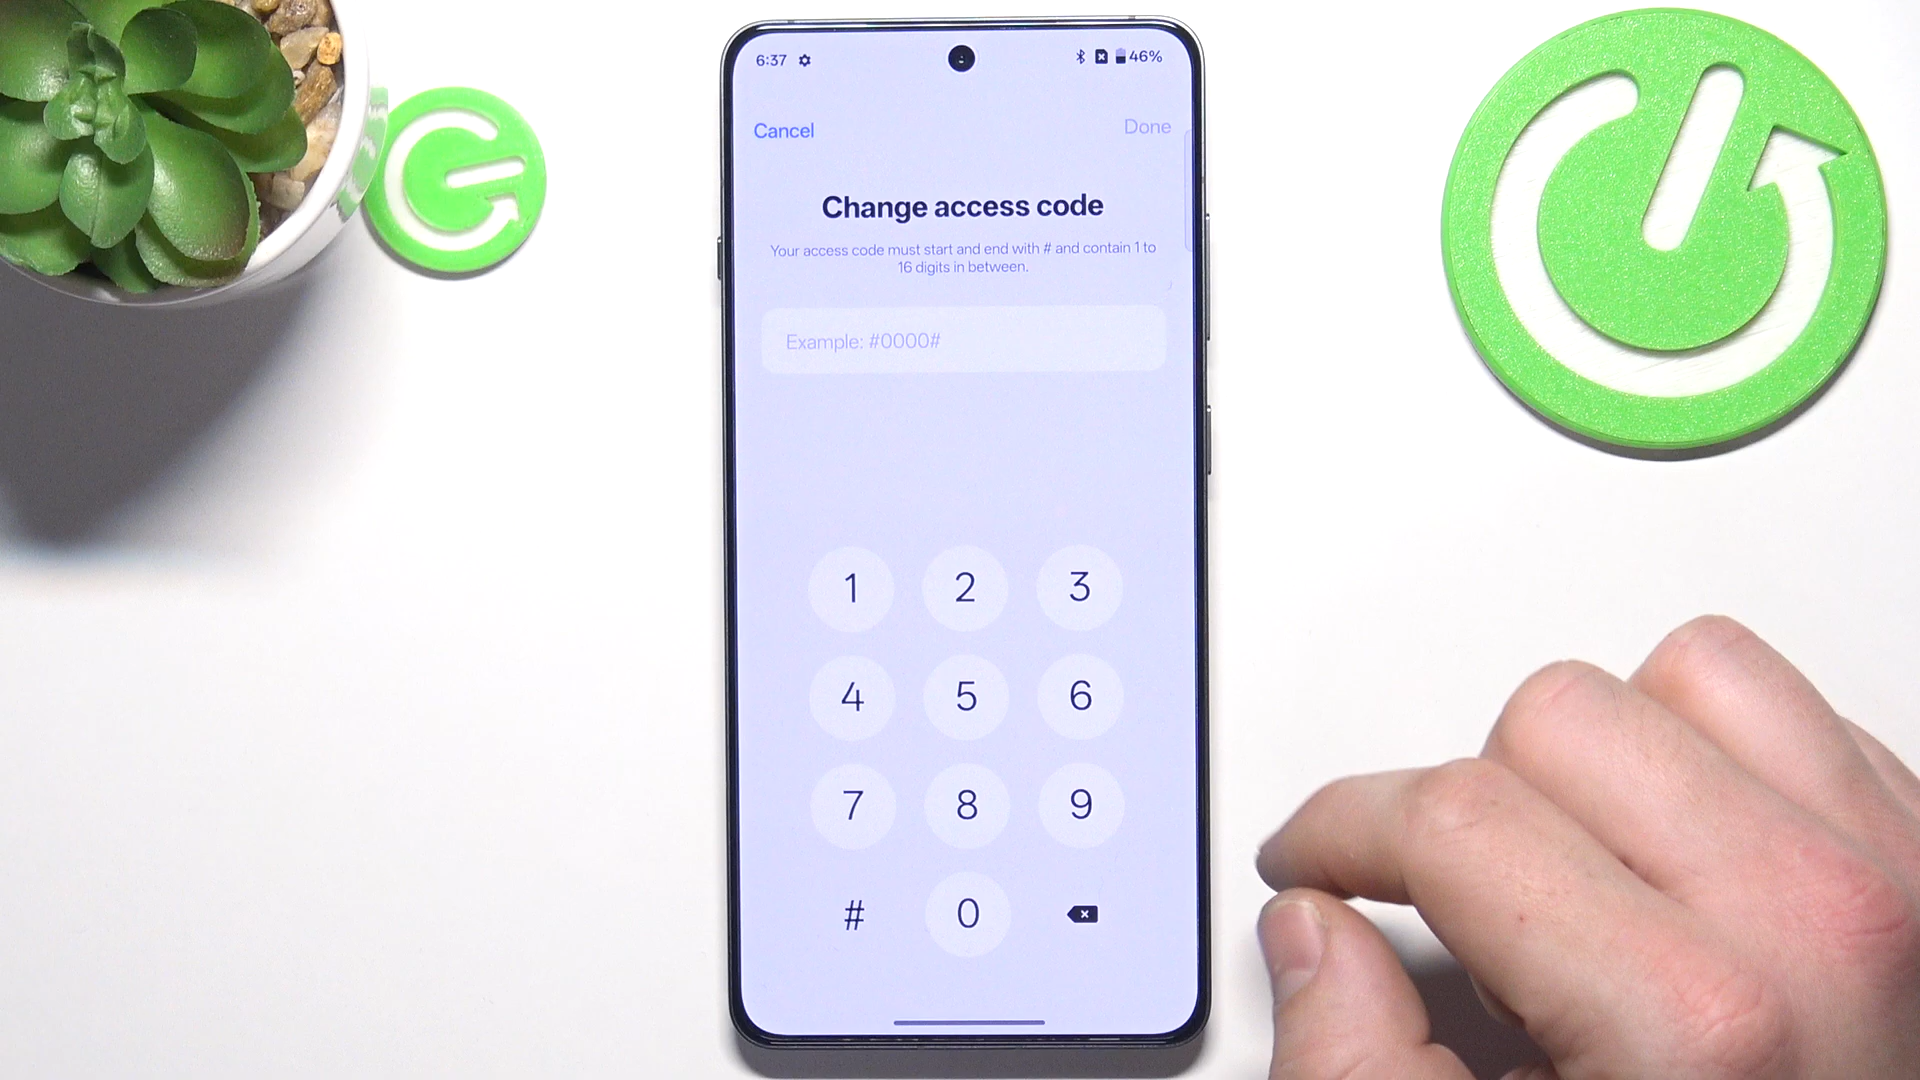 6:37 46%
Cancel Done
Change access code
Your access code must start and end with # and contain 1 to
16 digits in between.
Example: #0000#
1 2 3
4 5 6
7 8 9
# 0